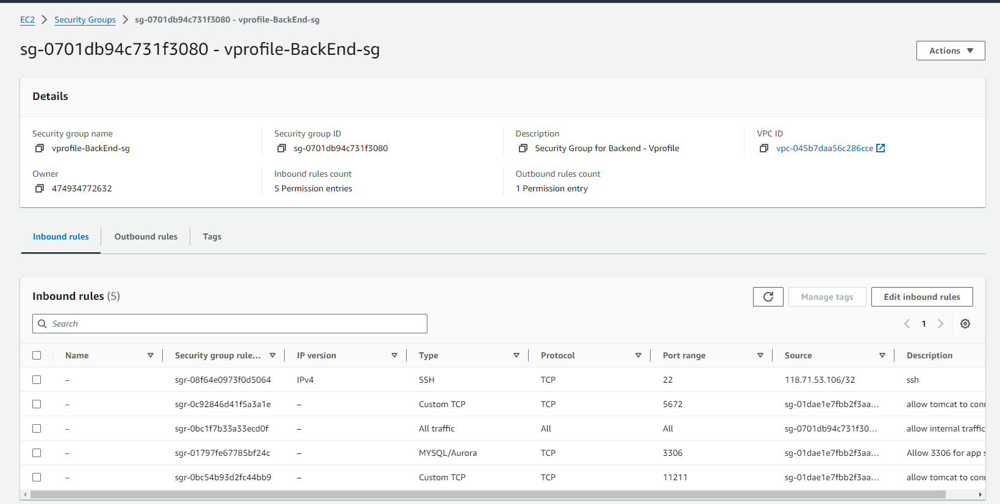 EC2 > Security Groups > sg-0701db94c731f3080 - vprofile-BackEnd-sg
sg-0701db94c731f3080 - vprofile-BackEnd-sg
Actions
Details
Security group name
vprofile-BackEnd-sg
Security group ID
sg-0701db94c731f3080
Description
Security Group for Backend - Vprofile
VPC ID
vpc-045b7daa56c286cce
Owner
474934772632
Inbound rules count
5 Permission entries
Outbound rules count
1 Permission entry
Inbound rules Outbound rules Tags
Inbound rules (5)
Manage tags Edit inbound rules
Search
1
Name Security group rule... IP version Type Protocol Port range Source Description
– sgr-08f64e0973f0d5064 IPv4 SSH TCP 22 118.71.53.106/32 ssh
– sgr-0c92846d41f5a3a1e – Custom TCP TCP 5672 sg-01dae1e7fbb2f3aa... allow tomcat to conn
– sgr-0bc1f7b33a33ecd0f – All traffic All All sg-0701db94c731f30... allow internal traffic
– sgr-01797fe67785bf24c – MYSQL/Aurora TCP 3306 sg-01dae1e7fbb2f3aa... Allow 3306 for app s
– sgr-0bc54b93d2fc44bb9 – Custom TCP TCP 11211 sg-01dae1e7fbb2f3aa... allow tomcat to conn